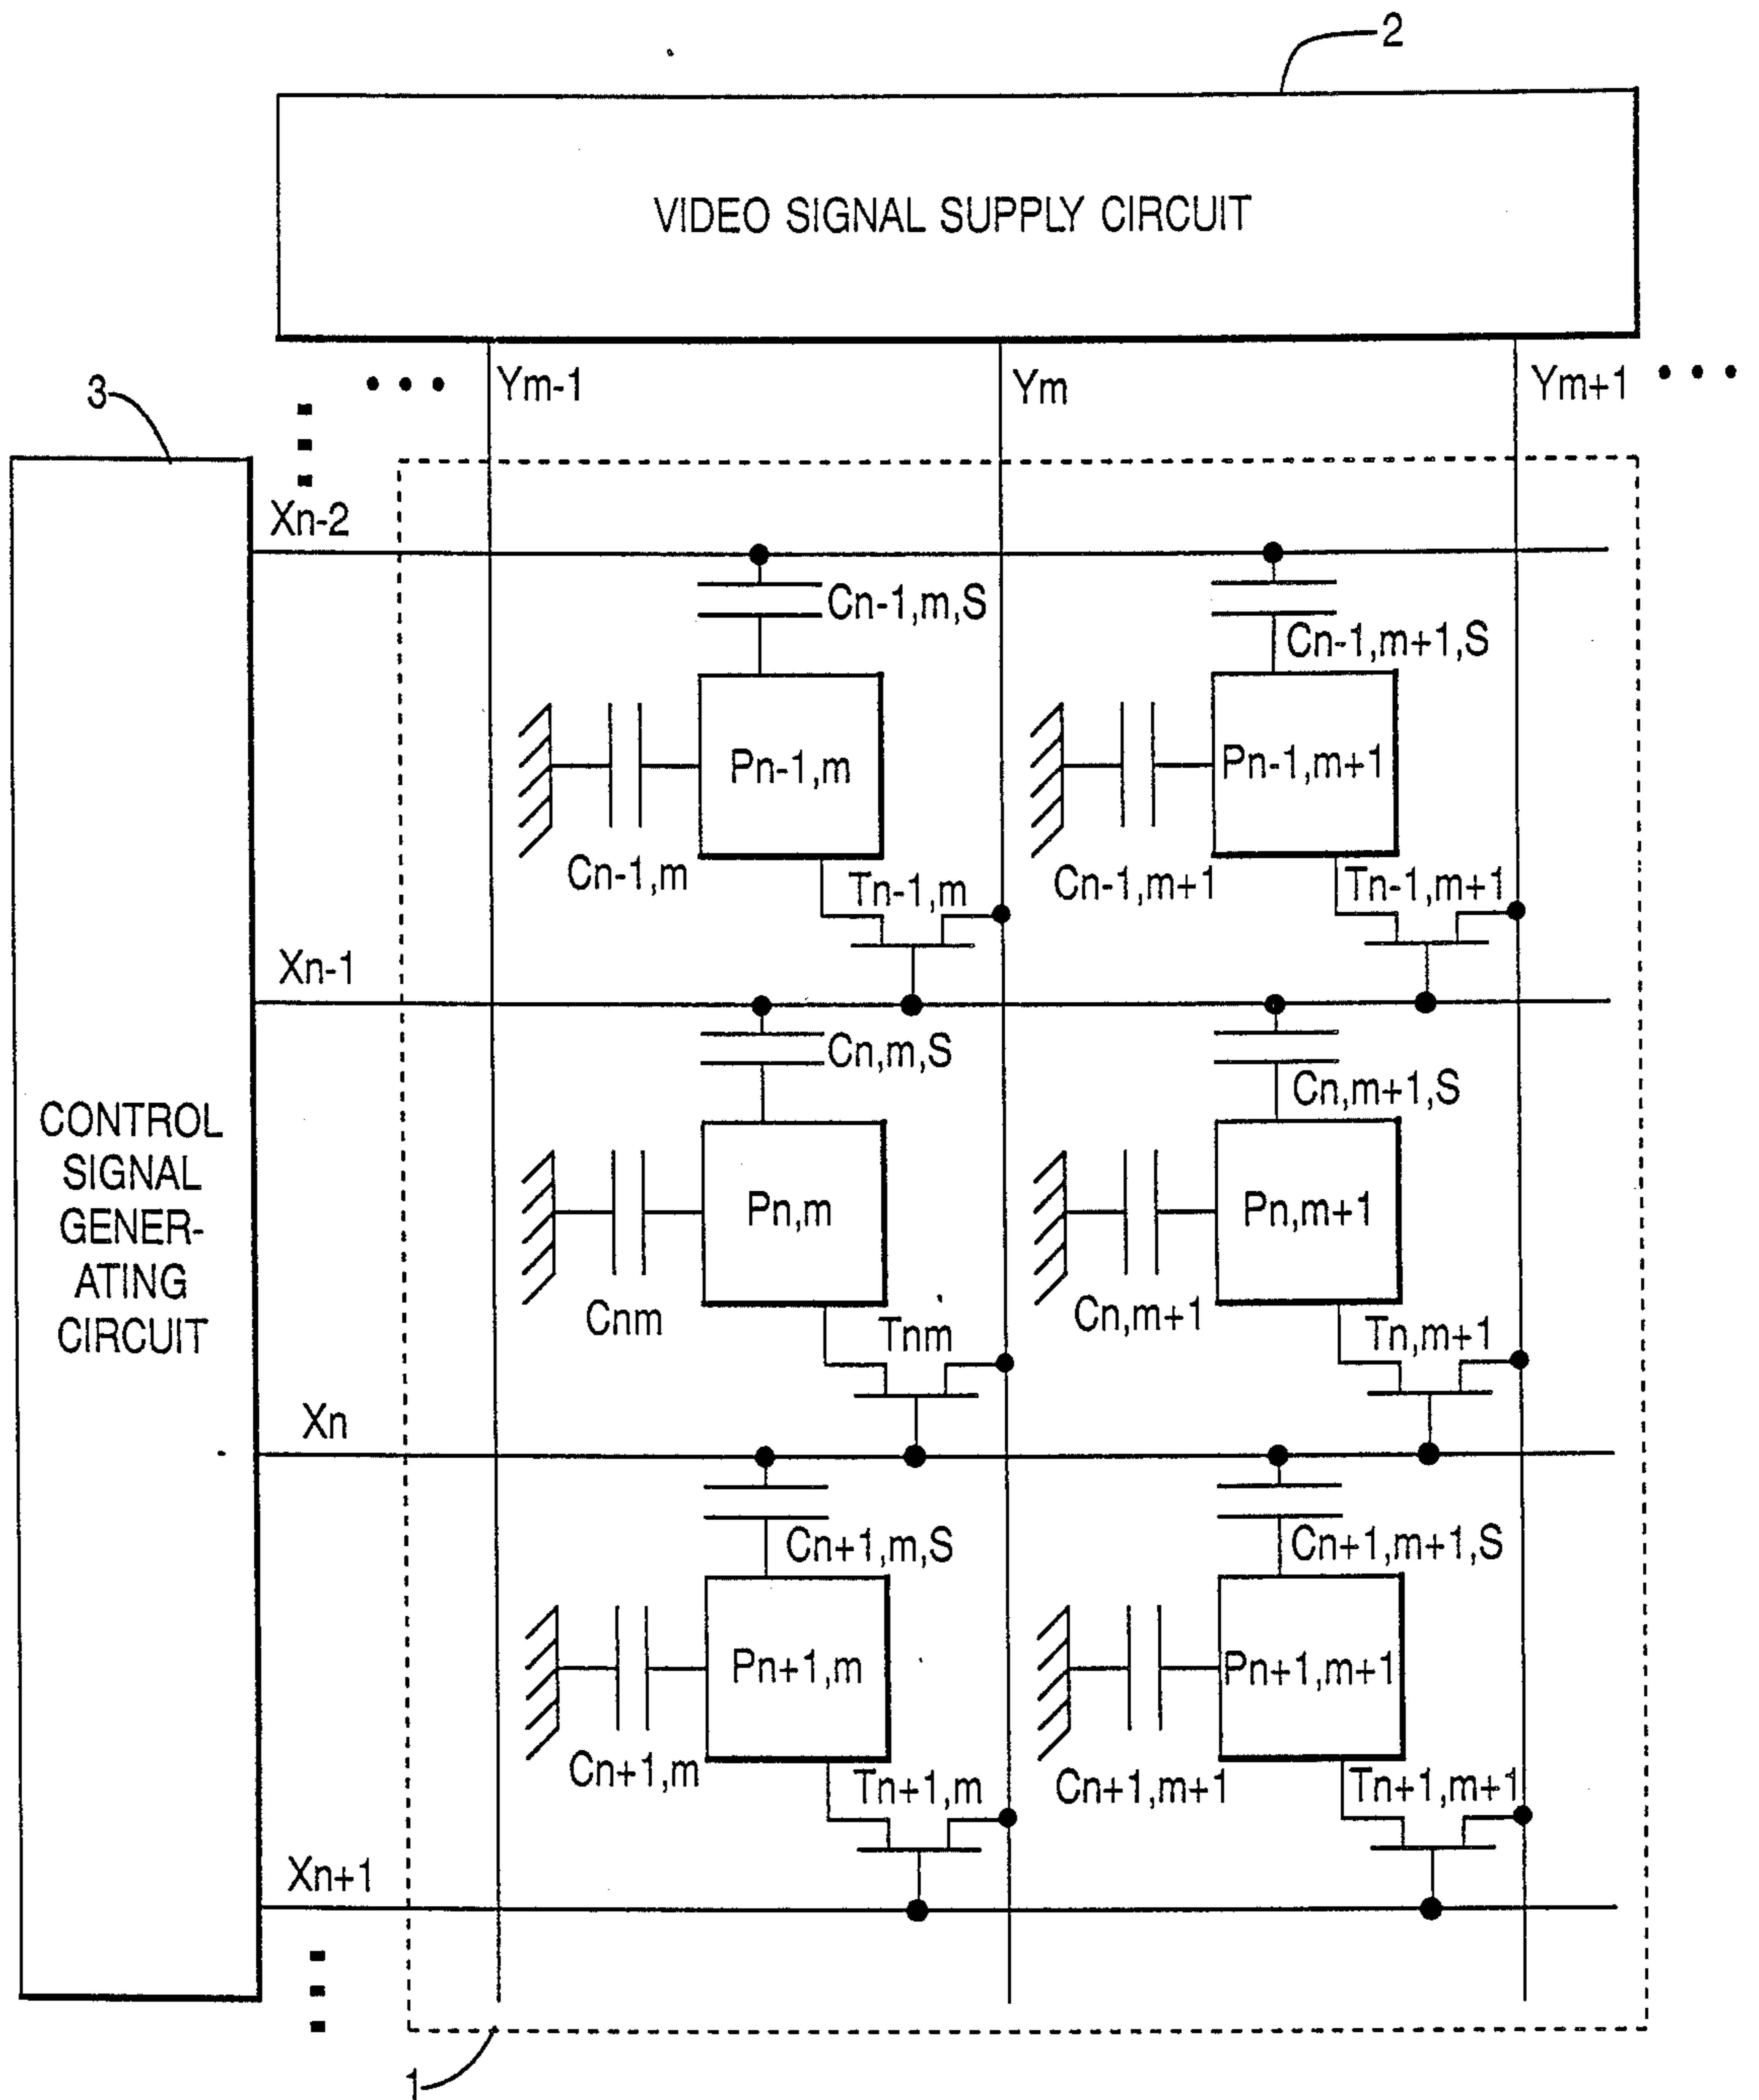 2
VIDEO SIGNAL SUPPLY CIRCUIT
3
Ym-1
Ym
Ym+1
Xn-2
Cn-1,m,S
Cn-1,m+1,S
Pn-1,m
Pn-1,m+1
Cn-1,m
Tn-1,m
Cn-1,m+1
Tn-1,m+1
Xn-1
Cn,m,S
Cn,m+1,S
CONTROL
SIGNAL
GENER-
ATING
CIRCUIT
Pn,m
Pn,m+1
Cnm
Tnm
Cn,m+1
Tn,m+1
Xn
Cn+1,m,S
Cn+1,m+1,S
Pn+1,m
Pn+1,m+1
Cn+1,m
Tn+1,m
Cn+1,m+1
Tn+1,m+1
Xn+1
1